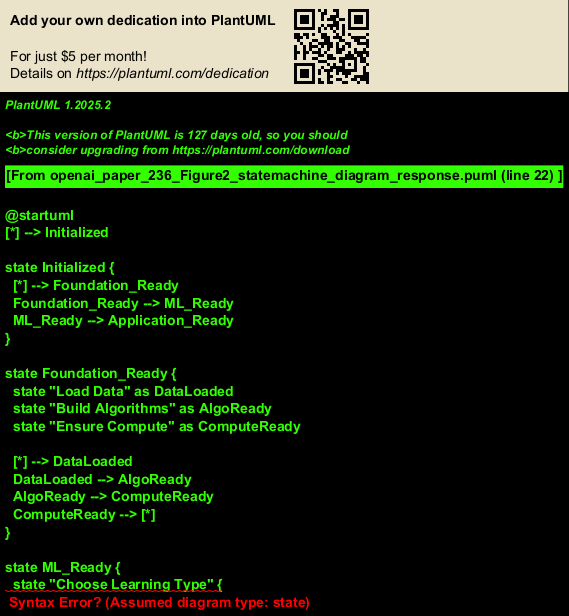 Add your own dedication into PlantUML
For just $5 per month!
Details on https://plantuml.com/dedication
PlantUML 1.2025.2
<b>This version of PlantUML is 127 days old, so you should
<b>consider upgrading from https://plantuml.com/download
[From openai_paper_236_Figure2_statemachine_diagram_response.puml (line 22) ]
@startuml
[*] --> Initialized
state Initialized {
[*] --> Foundation_Ready
Foundation_Ready --> ML_Ready
ML_Ready --> Application_Ready
}
state Foundation_Ready {
state "Load Data" as DataLoaded
state "Build Algorithms" as AlgoReady
state "Ensure Compute" as ComputeReady
[*] --> DataLoaded
DataLoaded --> AlgoReady
AlgoReady --> ComputeReady
ComputeReady --> [*]
}
state ML_Ready {
state "Choose Learning Type" {
Syntax Error? (Assumed diagram type: state)